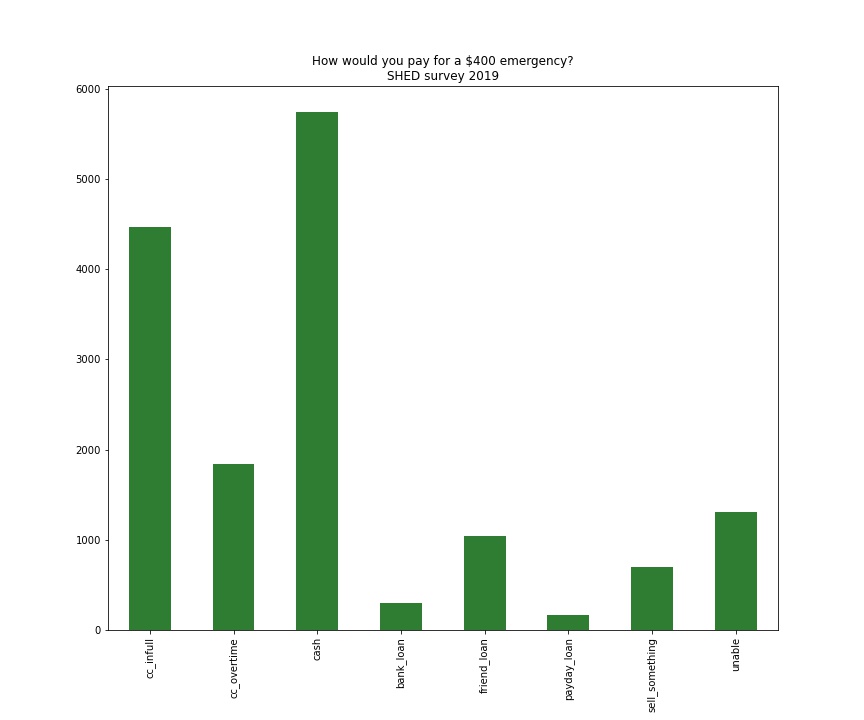 How would you pay for a $400 emergency?
SHED survey 2019
6000
5000
4000
3000
2000
1000
0
cc_infull
cc_overtime
cash
bank_loan
friend_loan
payday_loan
sell_something
unable